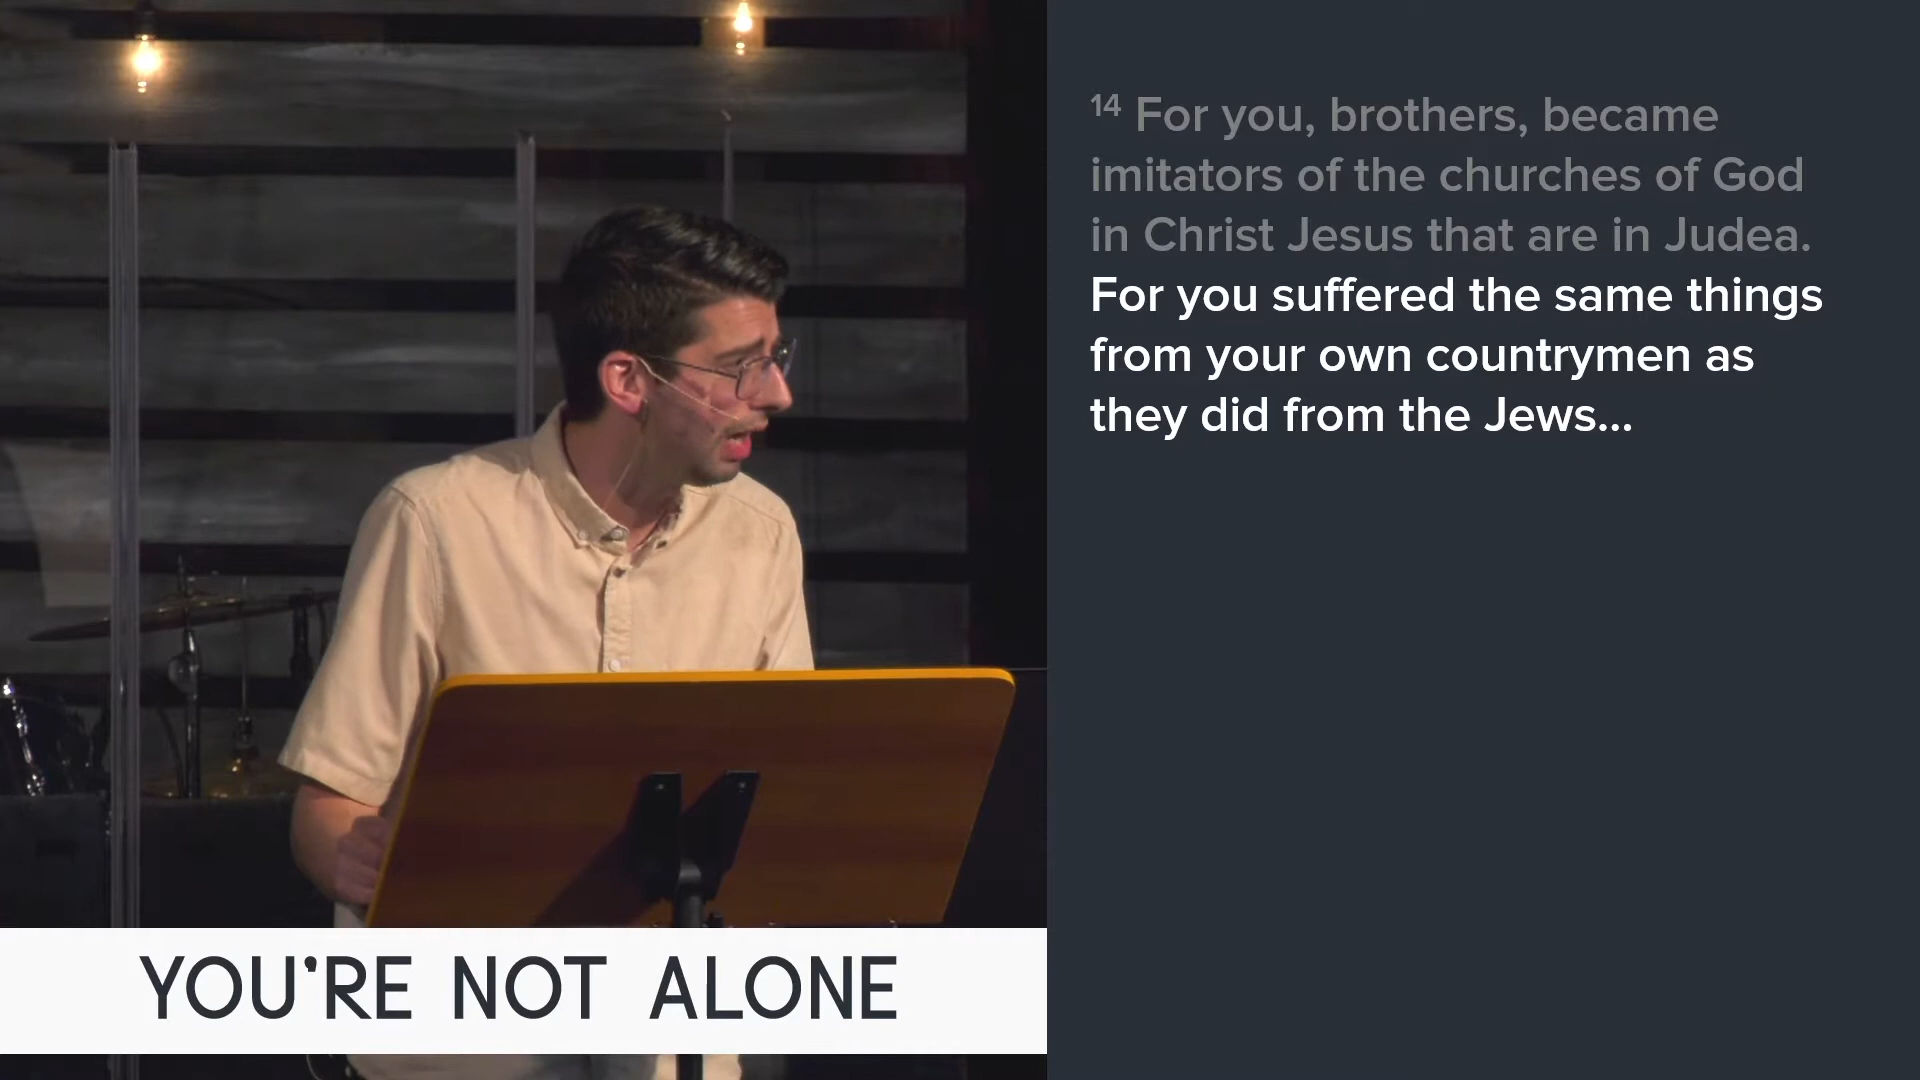 14 For you, brothers, became
imitators of the churches of God
in Christ Jesus that are in Judea.
For you suffered the same things
from your own countrymen as
they did from the Jews...
YOU'RE NOT ALONE